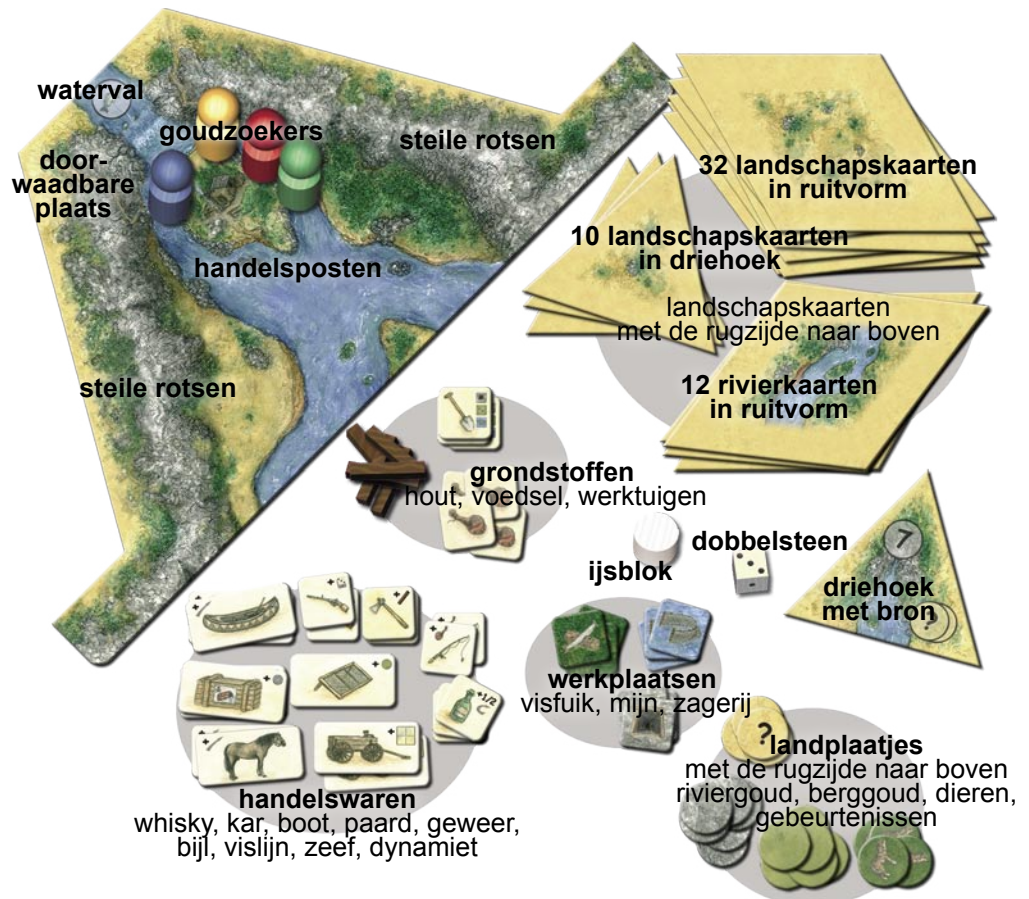 waterval
goudzoekers
steile rotsen
door-
waadbare
plaats
32 landschapskaarten
in ruitvorm
10 landschapskaarten
in driehoek
handelsposten
landschapskaarten
met de rugzijde naar boven
steile rotsen
12 rivierkaarten
in ruitvorm
grondstoffen
hout, voedsel, werktuigen
dobbelsteen
ijsblok
7
driehoek
met bron
?
werkplaatsen
visfuik, mijn, zagerij
+1/2
?
landplaatjes
met de rugzijde naar boven
riviergoud, berggoud, dieren,
gebeurtenissen
handelswaren
whisky, kar, boot, paard, geweer,
bijl, vislijn, zeef, dynamiet